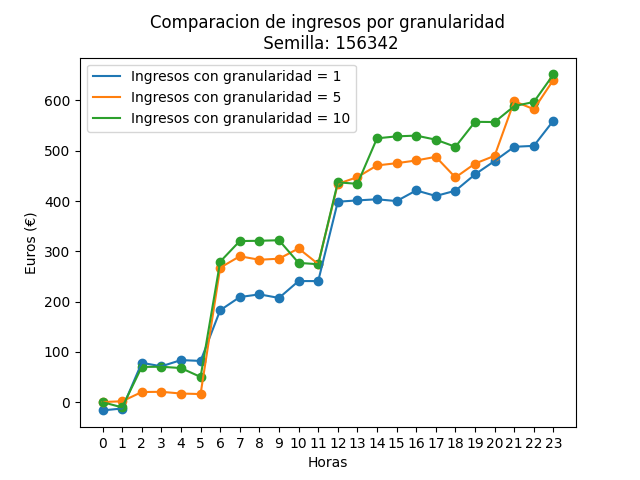 Comparacion de ingresos por granularidad
Semilla: 156342
Ingresos con granularidad = 1
Ingresos con granularidad = 5
Ingresos con granularidad = 10
Euros (€)
600
500
400
300
200
100
0
0 1 2 3 4 5 6 7 8 9 10 11 12 13 14 15 16 17 18 19 20 21 22 23
Horas